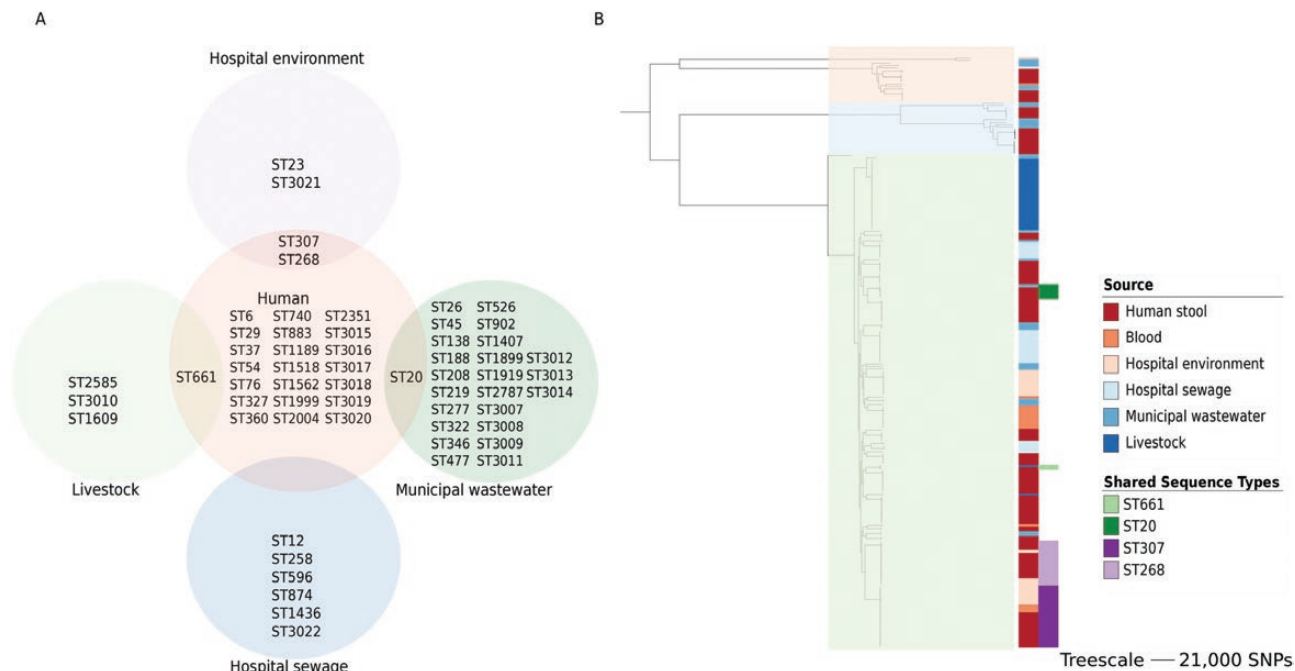 A
Hospital environment
ST23
ST3021
ST307
ST268
Human
ST6 ST740 ST2351
ST29 ST883 ST3015
ST37 ST1189 ST3016
ST54 ST1518 ST3017
ST76 ST1562 ST3018
ST327 ST1999 ST3019
ST360 ST2004 ST3020
ST661
ST20
ST2585
ST3010
ST1609
Livestock
ST26 ST526
ST45 ST902
ST138 ST1407
ST188 ST1899 ST3012
ST208 ST1919 ST3013
ST219 ST2787 ST3014
ST277 ST3007
ST322 ST3008
ST346 ST3009
ST477 ST3011
Municipal wastewater
ST12
ST258
ST596
ST874
ST1436
ST3022
Hospital sewage
B
Source
Human stool
Blood
Hospital environment
Hospital sewage
Municipal wastewater
Livestock
Shared Sequence Types
ST661
ST20
ST307
ST268
Treescale 21,000 SNPs